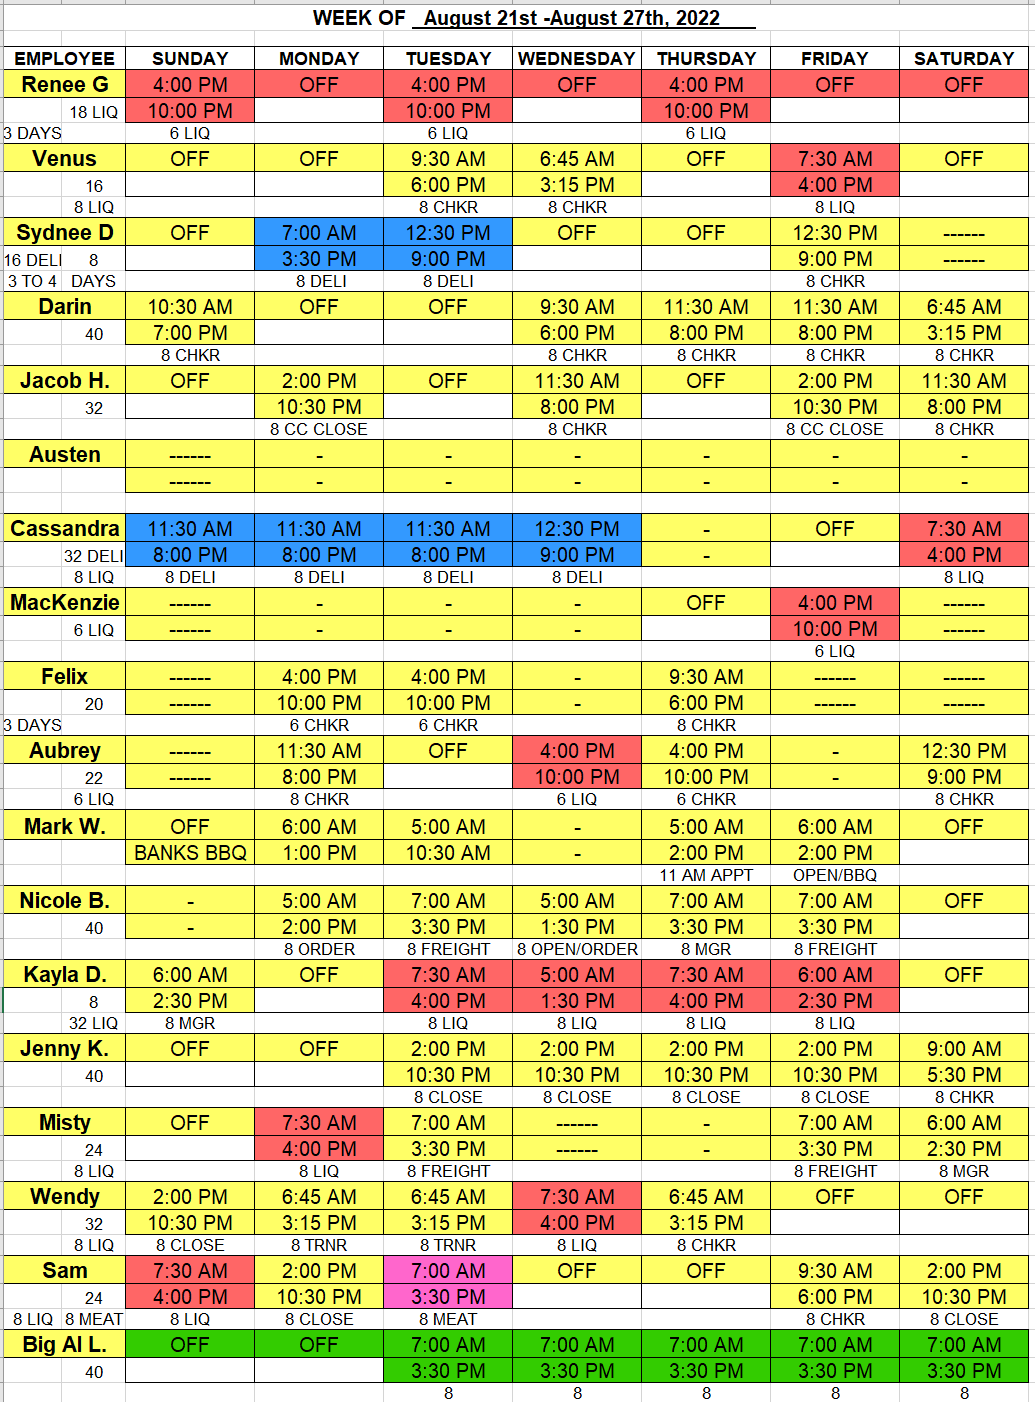 WEEK OF August 21st -August 27th, 2022
EMPLOYEE SUNDAY MONDAY TUESDAY WEDNESDAY THURSDAY FRIDAY SATURDAY
Renee G 4:00 PM OFF 4:00 PM OFF 4:00 PM OFF OFF
18 LIQ 10:00 PM 10:00 PM 10:00 PM
3 DAYS 6 LIQ 6 LIQ 6 LIQ
Venus OFF OFF 9:30 AM 6:45 AM OFF 7:30 AM OFF
16 6:00 PM 3:15 PM 4:00 PM
8 LIQ 8 CHKR 8 CHKR 8 LIQ
Sydnee D OFF 7:00 AM 12:30 PM OFF OFF 12:30 PM ------
16 DELI 8 3:30 PM 9:00 PM 9:00 PM ------
3 TO 4 DAYS 8 DELI 8 DELI 8 CHKR
Darin 10:30 AM OFF OFF 9:30 AM 11:30 AM 11:30 AM 6:45 AM
40 7:00 PM 6:00 PM 8:00 PM 8:00 PM 3:15 PM
8 CHKR 8 CHKR 8 CHKR 8 CHKR 8 CHKR
Jacob H. OFF 2:00 PM OFF 11:30 AM OFF 2:00 PM 11:30 AM
32 10:30 PM 8:00 PM 10:30 PM 8:00 PM
8 CC CLOSE 8 CHKR 8 CC CLOSE 8 CHKR
Austen ------ - - - - - -
------ - - - - - -
Cassandra 11:30 AM 11:30 AM 11:30 AM 12:30 PM - OFF 7:30 AM
32 DELI 8:00 PM 8:00 PM 8:00 PM 9:00 PM - 4:00 PM
8 LIQ 8 DELI 8 DELI 8 DELI 8 DELI 8 LIQ
MacKenzie ------ - - - OFF 4:00 PM ------
6 LIQ ------ - - - 10:00 PM ------
6 LIQ
Felix ------ 4:00 PM 4:00 PM - 9:30 AM ------ ------
20 ------ 10:00 PM 10:00 PM - 6:00 PM ------ ------
3 DAYS 6 CHKR 6 CHKR 8 CHKR
Aubrey ------ 11:30 AM OFF 4:00 PM 4:00 PM - 12:30 PM
22 ------ 8:00 PM 10:00 PM 10:00 PM - 9:00 PM
6 LIQ 8 CHKR 6 LIQ 6 CHKR 8 CHKR
Mark W. OFF 6:00 AM 5:00 AM - 5:00 AM 6:00 AM OFF
BANKS BBQ 1:00 PM 10:30 AM - 2:00 PM 2:00 PM
11 AM APPT OPEN/BBQ
Nicole B. - 5:00 AM 7:00 AM 5:00 AM 7:00 AM 7:00 AM OFF
40 - 2:00 PM 3:30 PM 1:30 PM 3:30 PM 3:30 PM
8 ORDER 8 FREIGHT 8 OPEN/ORDER 8 MGR 8 FREIGHT
Kayla D. 6:00 AM OFF 7:30 AM 5:00 AM 7:30 AM 6:00 AM OFF
8 2:30 PM 4:00 PM 1:30 PM 4:00 PM 2:30 PM
32 LIQ 8 MGR 8 LIQ 8 LIQ 8 LIQ 8 LIQ
Jenny K. OFF OFF 2:00 PM 2:00 PM 2:00 PM 2:00 PM 9:00 AM
40 10:30 PM 10:30 PM 10:30 PM 10:30 PM 5:30 PM
8 CLOSE 8 CLOSE 8 CLOSE 8 CLOSE 8 CHKR
Misty OFF 7:30 AM 7:00 AM ------ - 7:00 AM 6:00 AM
24 4:00 PM 3:30 PM ------ - 3:30 PM 2:30 PM
8 LIQ 8 LIQ 8 FREIGHT 8 FREIGHT 8 MGR
Wendy 2:00 PM 6:45 AM 6:45 AM 7:30 AM 6:45 AM OFF OFF
32 10:30 PM 3:15 PM 3:15 PM 4:00 PM 3:15 PM
8 LIQ 8 CLOSE 8 TRNR 8 TRNR 8 LIQ 8 CHKR
Sam 7:30 AM 2:00 PM 7:00 AM OFF OFF 9:30 AM 2:00 PM
24 4:00 PM 10:30 PM 3:30 PM 6:00 PM 10:30 PM
8 LIQ 8 MEAT 8 LIQ 8 CLOSE 8 MEAT 8 CHKR 8 CLOSE
Big Al L. OFF OFF 7:00 AM 7:00 AM 7:00 AM 7:00 AM 7:00 AM
40 3:30 PM 3:30 PM 3:30 PM 3:30 PM 3:30 PM
8 8 8 8 8